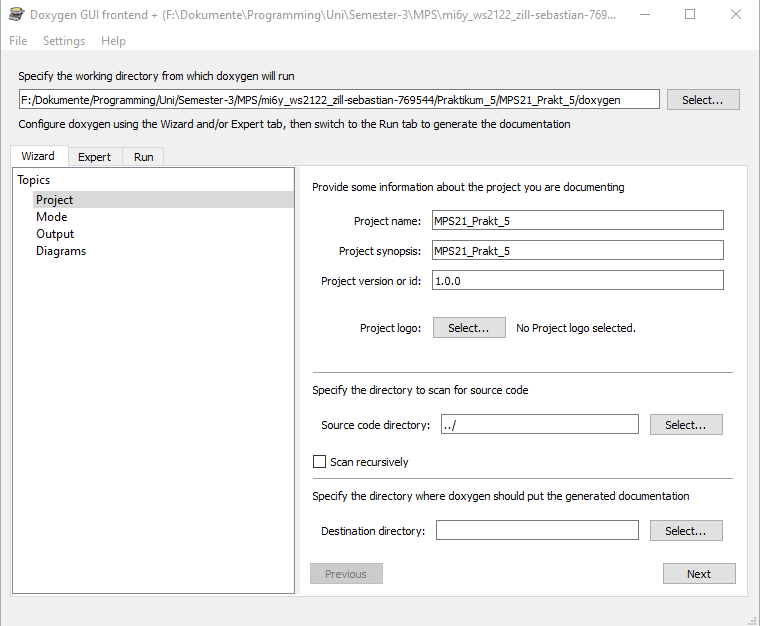 Doxygen GUI frontend + (F:\Dokumente\Programming\Uni\Semester-3\MPS\mi6y_ws2122_zill-sebastian-769...
File Settings Help
Specify the working directory from which doxygen will run
F:/Dokumente/Programming/Uni/Semester-3/MPS/mi6y_ws2122_zill-sebastian-769544/Praktikum_5/MPS21_Prakt_5/doxygen Select...
Configure doxygen using the Wizard and/or Expert tab, then switch to the Run tab to generate the documentation
Wizard Expert Run
Topics
Project
Mode
Output
Diagrams
Provide some information about the project you are documenting
Project name: MPS21_Prakt_5
Project synopsis: MPS21_Prakt_5
Project version or id: 1.0.0
Project logo: Select... No Project logo selected.
Specify the directory to scan for source code
Source code directory: ../ Select...
Scan recursively
Specify the directory where doxygen should put the generated documentation
Destination directory: Select...
Previous Next